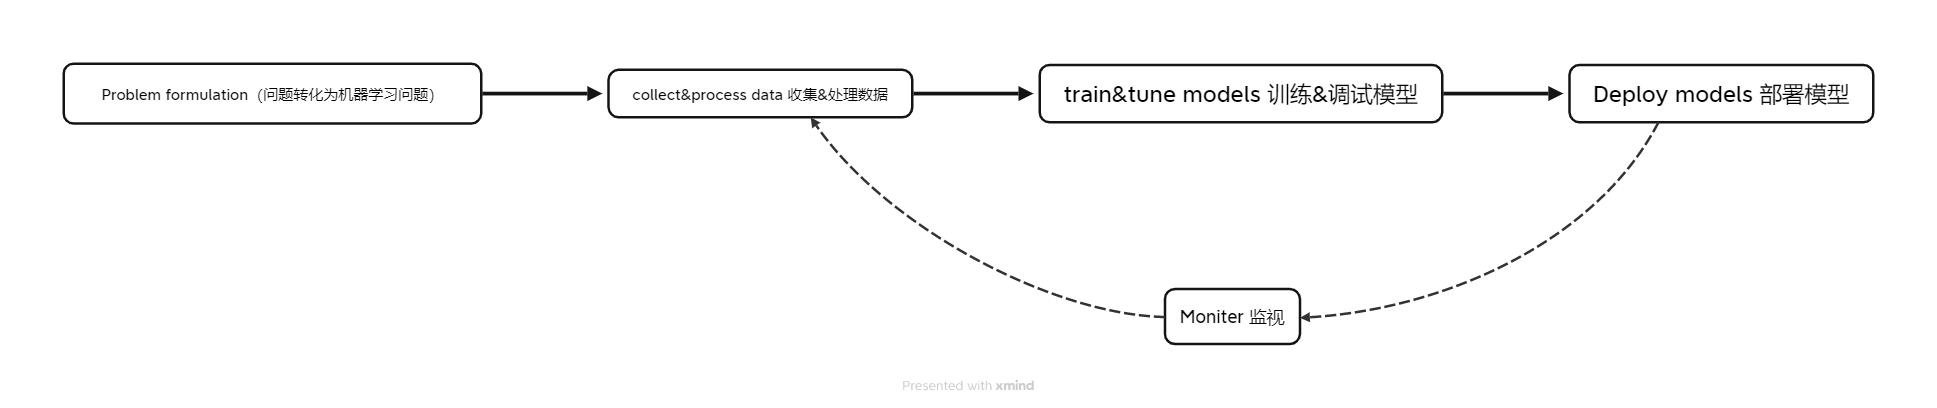 Problem formulation（问题转化为机器学习问题）
collect&process data 收集&处理数据
train&tune models 训练&调试模型
Deploy models 部署模型
Moniter 监视
Presented with xmind